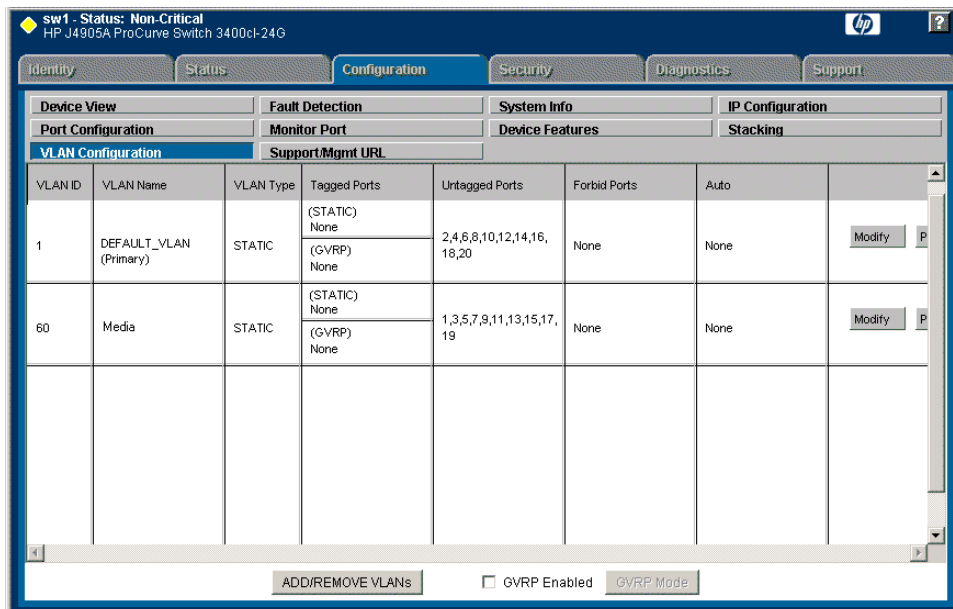 sw1 - Status: Non-Critical
HP J4905A ProCurve Switch 3400cl-24G
hp
?
Identity
Status
Configuration
Security
Diagnostics
Support
Device View
Fault Detection
System Info
IP Configuration
Port Configuration
Monitor Port
Device Features
Stacking
VLAN Configuration
Support/Mgmt URL
VLAN ID
VLAN Name
VLAN Type
Tagged Ports
Untagged Ports
Forbid Ports
Auto
1
DEFAULT_VLAN
(Primary)
STATIC
(STATIC)
None
(GVRP)
None
2,4,6,8,10,12,14,16,
18,20
None
None
Modify
P
60
Media
STATIC
(STATIC)
None
(GVRP)
None
1,3,5,7,9,11,13,15,17,
19
None
None
Modify
P
ADD/REMOVE VLANs
GVRP Enabled
GVRP Mode